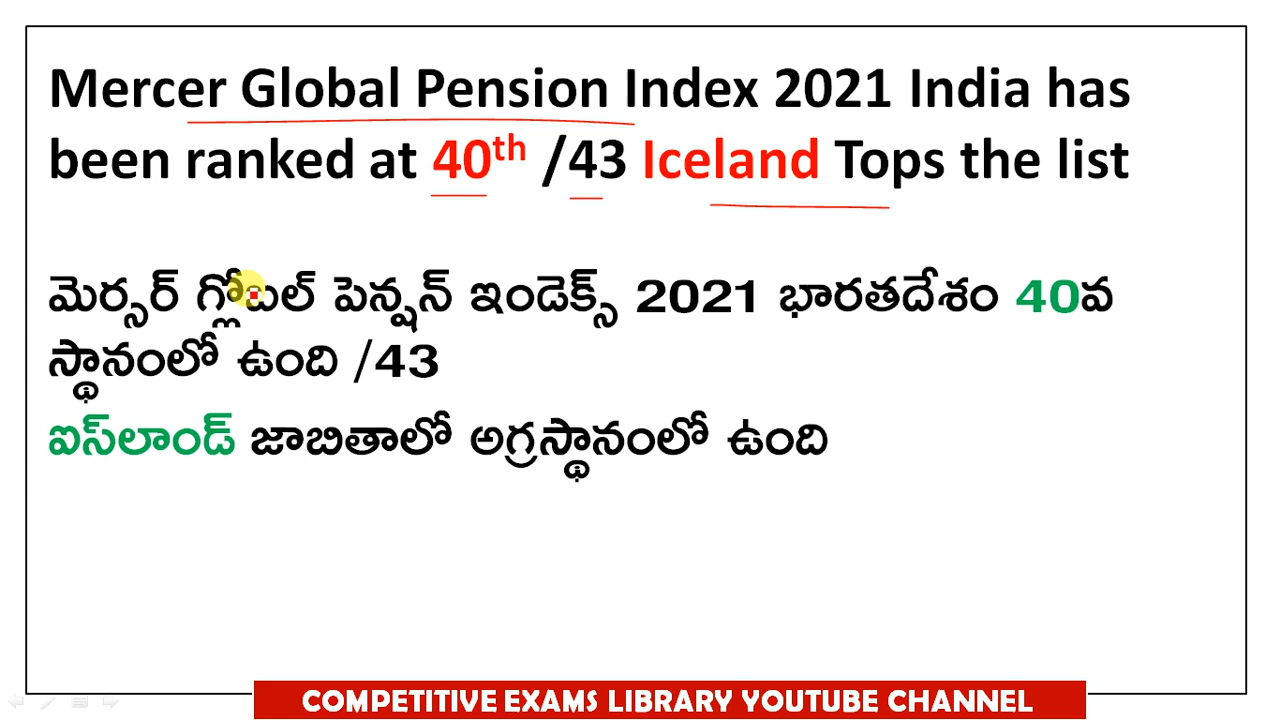 Mercer Global Pension Index 2021 India has
been ranked at 40th /43 Iceland Tops the list
మెర్సర్ గ్లోబల్ పెన్షన్ ఇండెక్స్ 2021 భారతదేశం 40వ
స్థానంలో ఉంది /43
ఐస్‌లాండ్ జాబితాలో అగ్రస్థానంలో ఉంది
COMPETITIVE EXAMS LIBRARY YOUTUBE CHANNEL